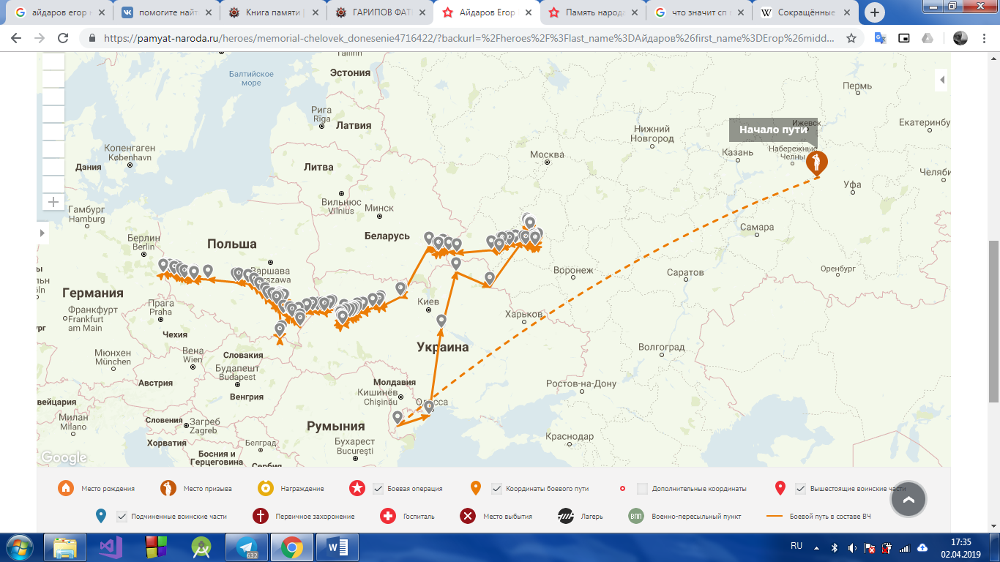 айдаров егор
помогите найт
Книга памяти
ГАРИПОВ ФАТ
Айдаров Егор
Память народа
что значит сп
Сокращённые
https://pamyat-naroda.ru/heroes/memorial-chelovek_donesenie4716422/?backurl=%2Fheroes%2F%3Flast_name%3DАйдаров%26first_name%3DЕгор%26midd...
Таллин
Tallinn
Балтийское
море
Эстония
Пермь
Рига
Rīga
Латвия
Ижевск
Екатеринбу
Начало пути
Нижний
Новгород
Копенгаген
København
Москва
Казань
Набережные
Челны
Дания
Литва
Уфа
Челяби
Вильнюс
Vilnius
Минск
Гамбург
Hamburg
Самара
Берлин
Berlin
Польша
Беларусь
Варшава
Warszawa
Воронеж
Саратов
Оренбург
Германия
Прага
Praha
Киев
Франкфурт
Frankfurt
am Main
Харьков
Чехия
Украина
Волгоград
Мюнхен
München
Вена
Wien
Словакия
Будапешт
Budapest
Австрия
Молдавия
Ростов-на-Дону
Кишинёв
Chișinău
Одесса
вейцария
Венгрия
Милан
Milano
Словения
Загреб
Zagreb
Румыния
Хорватия
Белград
Бухарест
București
Краснодар
Босния и
Герцеговина
Сербия
Google
Место рождения
Место призыва
Награждение
Боевая операция
Координаты боевого пути
Дополнительные координаты
Вышестоящие воинские части
Подчиненные воинские части
Первичное захоронение
Госпиталь
Место выбытия
Лагерь
ВПП
Военно-пересыльный пункт
Боевой путь в составе ВЧ
632
RU
17:35
02.04.2019